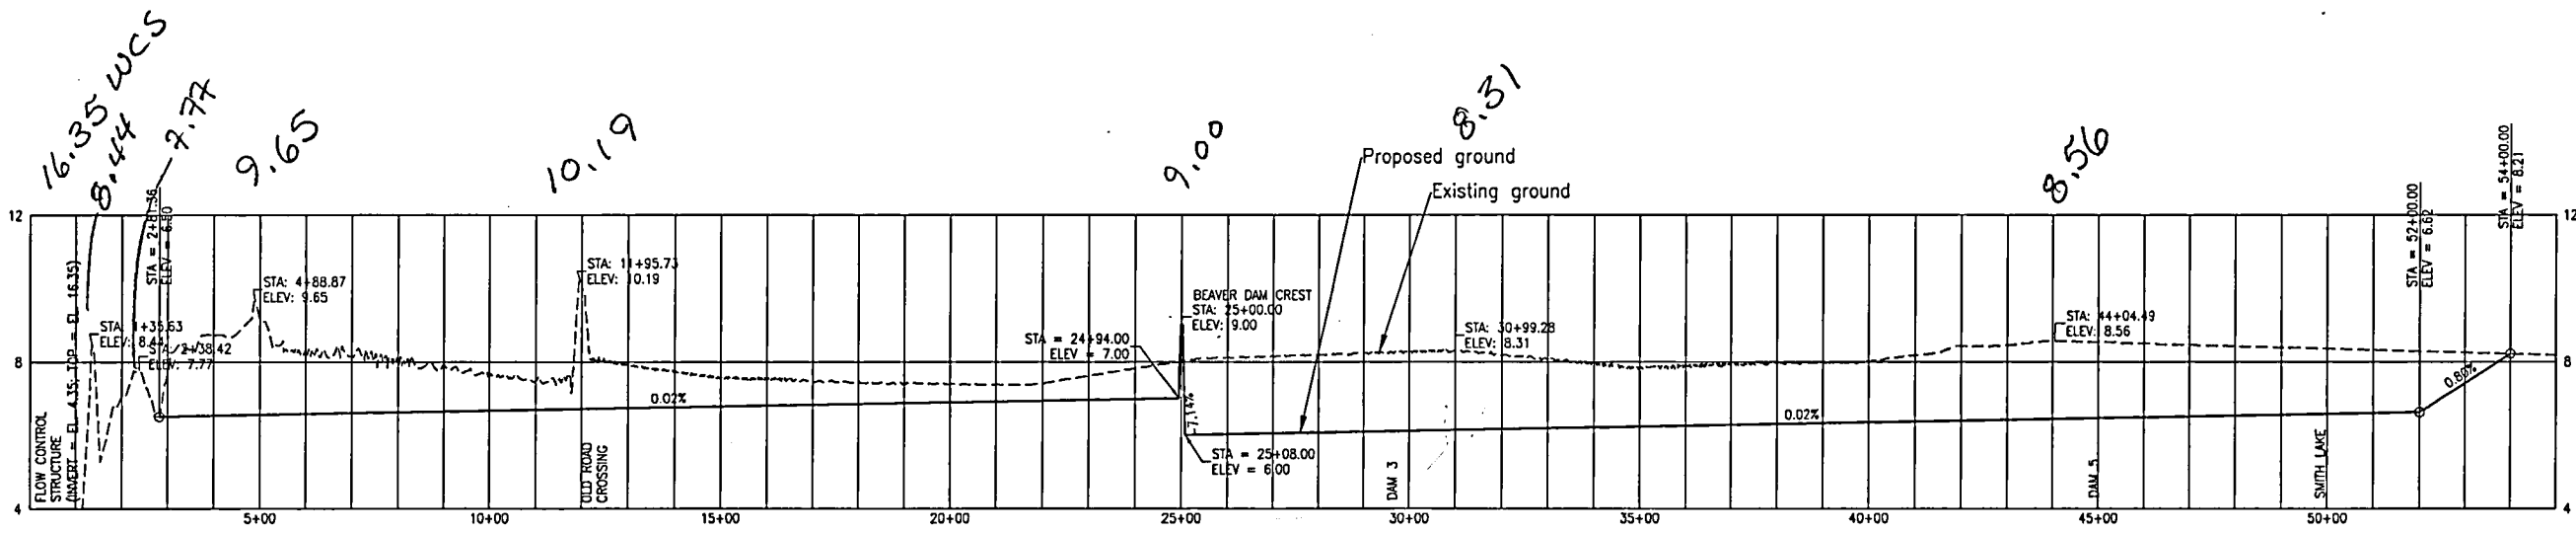 16.35 WCS
8.44
7.77
9.65
10.19
9.00
8.31
8.56
Proposed ground
Existing ground
12
12
8
8
4
4
FLOW CONTROL
STRUCTURE
(INVERT = EL 4.35; TOP = EL 16.35)
STA: 1+35.63
ELEV: 8.44
STA: 2+38.42
ELEV: 7.77
STA = 2+81.36
ELEV = 6.50
STA: 4+88.87
ELEV: 9.65
STA: 11+95.73
ELEV: 10.19
OLD ROAD
CROSSING
0.02%
STA = 24+94.00
ELEV = 7.00
BEAVER DAM CREST
STA: 25+00.00
ELEV: 9.00
-7.14%
STA = 25+08.00
ELEV = 6.00
STA: 30+99.28
ELEV: 8.31
DAM 3
0.02%
STA: 44+04.49
ELEV: 8.56
DAM 5
SMITH LAKE
STA = 52+00.00
ELEV = 6.62
0.80%
STA = 54+00.00
ELEV = 8.21
5+00
10+00
15+00
20+00
25+00
30+00
35+00
40+00
45+00
50+00